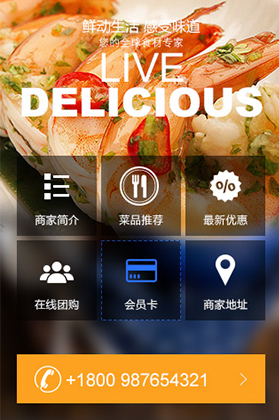 鲜动生活 感受味道
您的全球食材专家
LIVE
DELICIOUS
商家简介 菜品推荐 最新优惠
在线团购 会员卡 商家地址
+1800 987654321